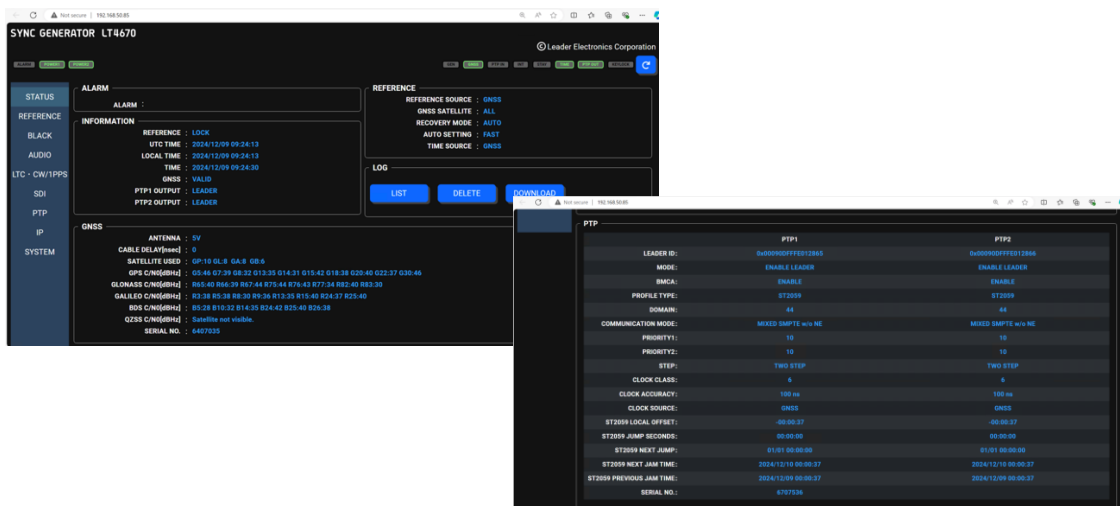 Not secure | 192.168.50.85
SYNC GENERATOR LT4670
© Leader Electronics Corporation
ALARM POWER1 POWER2
GNSS PTP IN INT STAY TIME PTP OUT
STATUS
REFERENCE
BLACK
AUDIO
LTC・CW/1PPS
SDI
PTP
IP
SYSTEM
ALARM
ALARM :
INFORMATION
REFERENCE : LOCK
UTC TIME : 2024/12/09 09:24:13
LOCAL TIME : 2024/12/09 09:24:13
TIME : 2024/12/09 09:24:30
GNSS : VALID
PTP1 OUTPUT : LEADER
PTP2 OUTPUT : LEADER
REFERENCE
REFERENCE SOURCE : GNSS
GNSS SATELLITE : ALL
RECOVERY MODE : AUTO
AUTO SETTING : FAST
TIME SOURCE : GNSS
LOG
LIST DELETE DOWNLOAD
GNSS
ANTENNA : 5V
CABLE DELAY[nsec] : 0
SATELLITE USED : GP:10 GL:8 GA:8 GB:6
GPS C/N0[dBHz] : G5:46 G7:39 G8:32 G13:35 G14:31 G15:42 G18:38 G20:40 G22:37 G30:46
GLONASS C/N0[dBHz] : R65:40 R66:39 R67:44 R75:44 R76:43 R77:34 R82:40 R83:30
GALILEO C/N0[dBHz] : R3:38 R5:38 R8:30 R9:36 R13:35 R15:40 R24:37 R25:40
BDS C/N0[dBHz] : B5:28 B10:32 B14:35 B24:42 B25:40 B26:38
QZSS C/N0[dBHz] : Satellite not visible.
SERIAL NO. : 6407035
Not secure | 192.168.50.85
PTP
PTP1 PTP2
LEADER ID: 0x00090DFFFE012865 0x00090DFFFE012866
MODE: ENABLE LEADER ENABLE LEADER
BMCA: ENABLE ENABLE
PROFILE TYPE: ST2059 ST2059
DOMAIN: 44 44
COMMUNICATION MODE: MIXED SMPTE w/o NE MIXED SMPTE w/o NE
PRIORITY1: 10 10
PRIORITY2: 10 10
STEP: TWO STEP TWO STEP
CLOCK CLASS: 6 6
CLOCK ACCURACY: 100 ns 100 ns
CLOCK SOURCE: GNSS GNSS
ST2059 LOCAL OFFSET: -00:00:37 -00:00:37
ST2059 JUMP SECONDS: 00:00:00 00:00:00
ST2059 NEXT JUMP: 01/01 00:00:00 01/01 00:00:00
ST2059 NEXT JAM TIME: 2024/12/10 00:00:37 2024/12/10 00:00:37
ST2059 PREVIOUS JAM TIME: 2024/12/09 00:00:37 2024/12/09 00:00:37
SERIAL NO.: 6707536